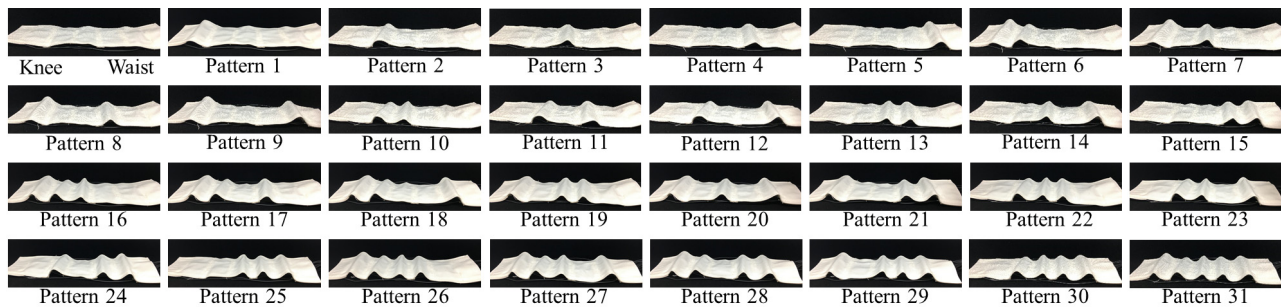 Knee Waist Pattern 1 Pattern 2 Pattern 3 Pattern 4 Pattern 5 Pattern 6 Pattern 7
Pattern 8 Pattern 9 Pattern 10 Pattern 11 Pattern 12 Pattern 13 Pattern 14 Pattern 15
Pattern 16 Pattern 17 Pattern 18 Pattern 19 Pattern 20 Pattern 21 Pattern 22 Pattern 23
Pattern 24 Pattern 25 Pattern 26 Pattern 27 Pattern 28 Pattern 29 Pattern 30 Pattern 31